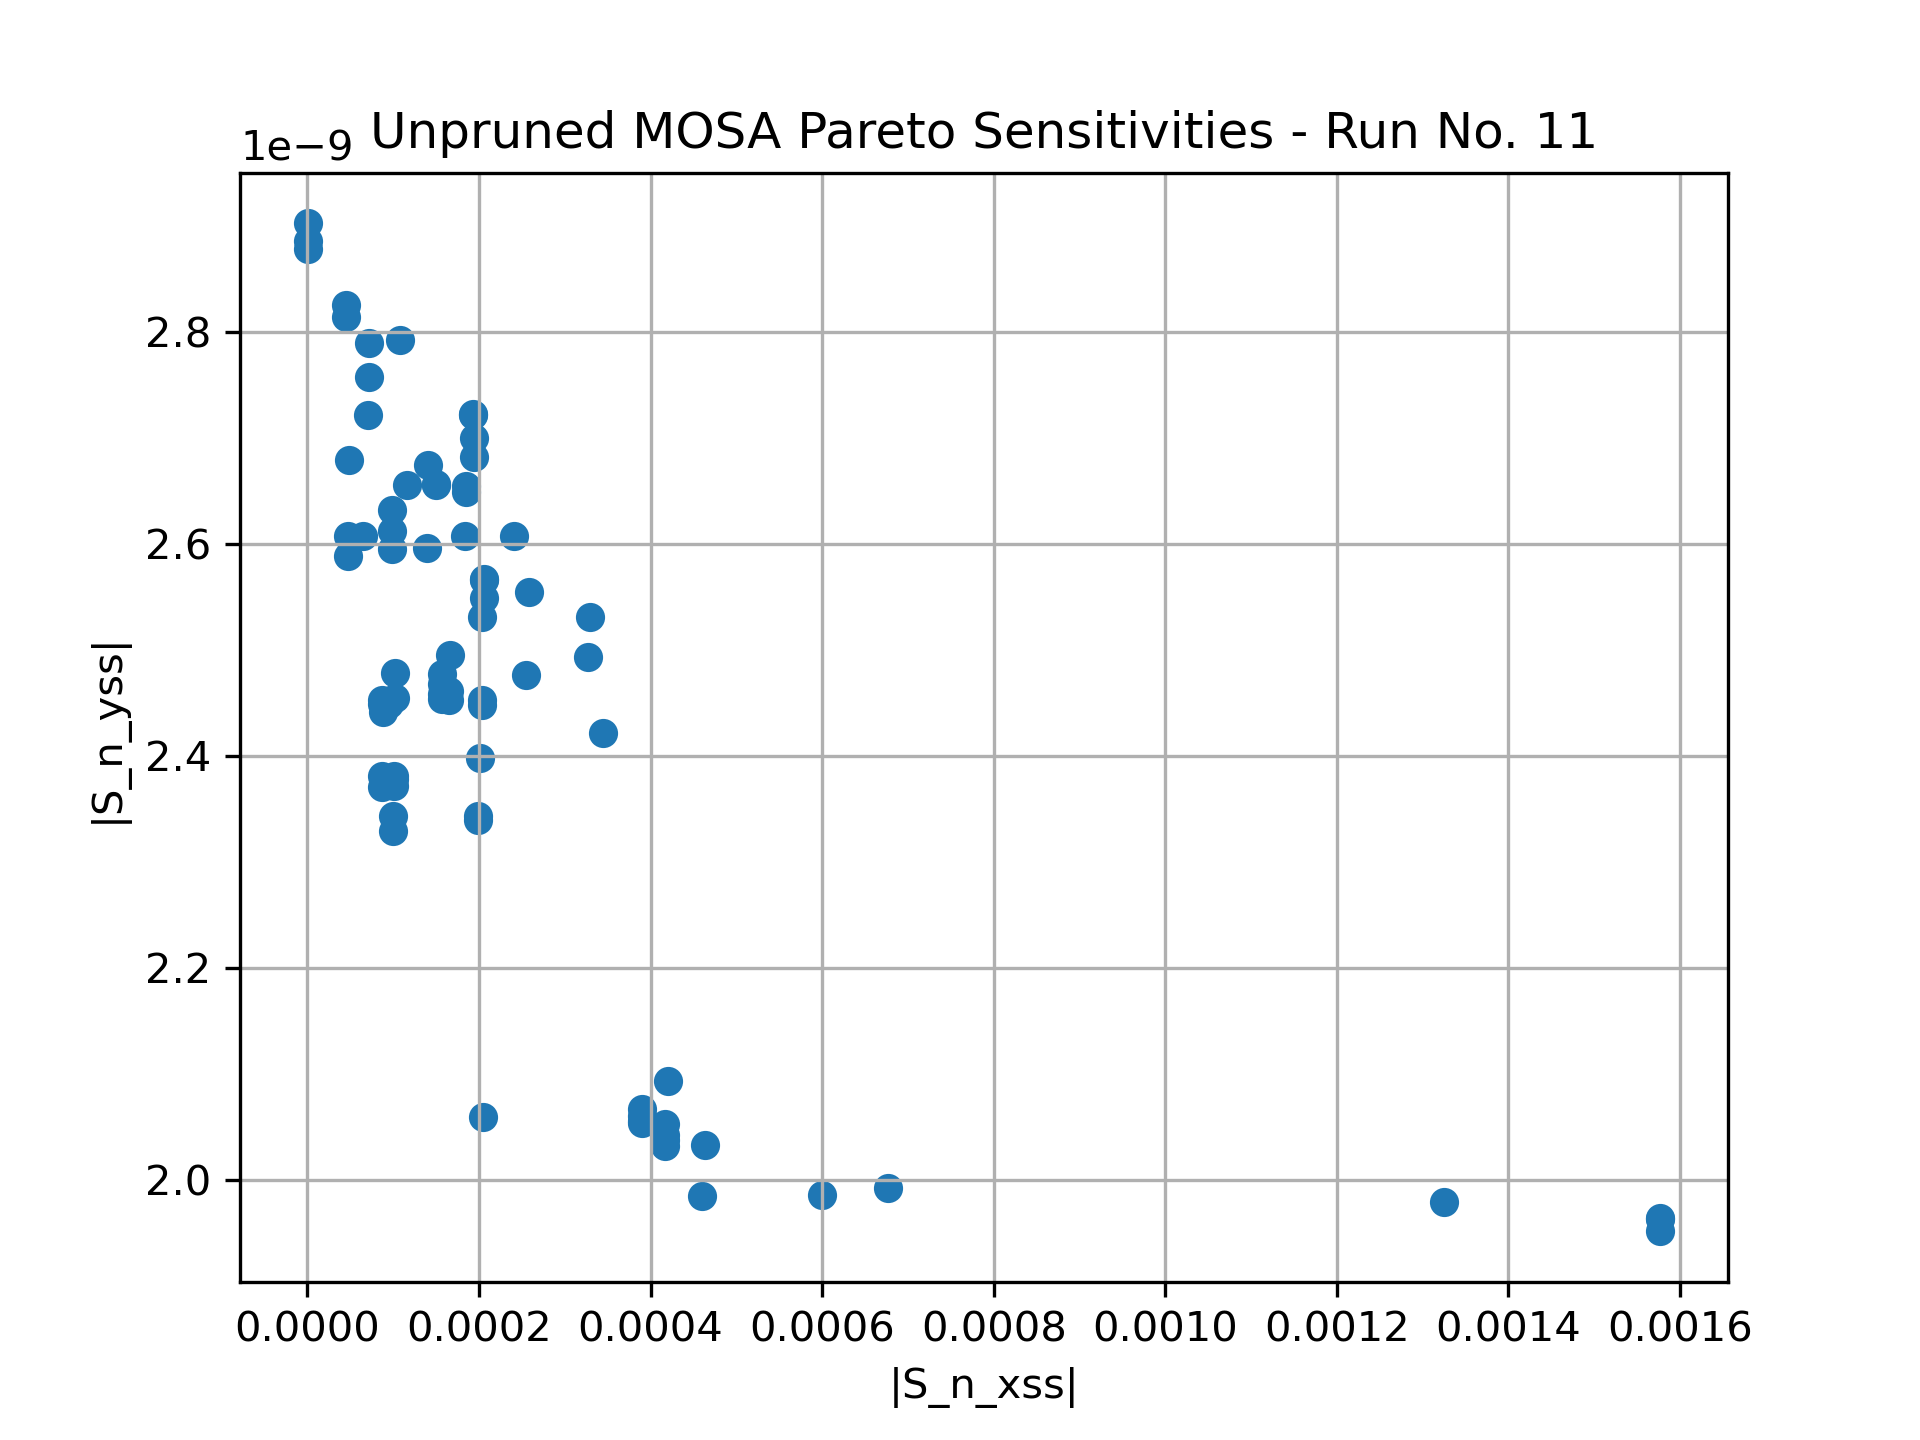 Unpruned MOSA Pareto Sensitivities - Run No. 11
1e−9
2.8
2.6
2.4
2.2
2.0
|S_n_yss|
0.0000 0.0002 0.0004 0.0006 0.0008 0.0010 0.0012 0.0014 0.0016
|S_n_xss|